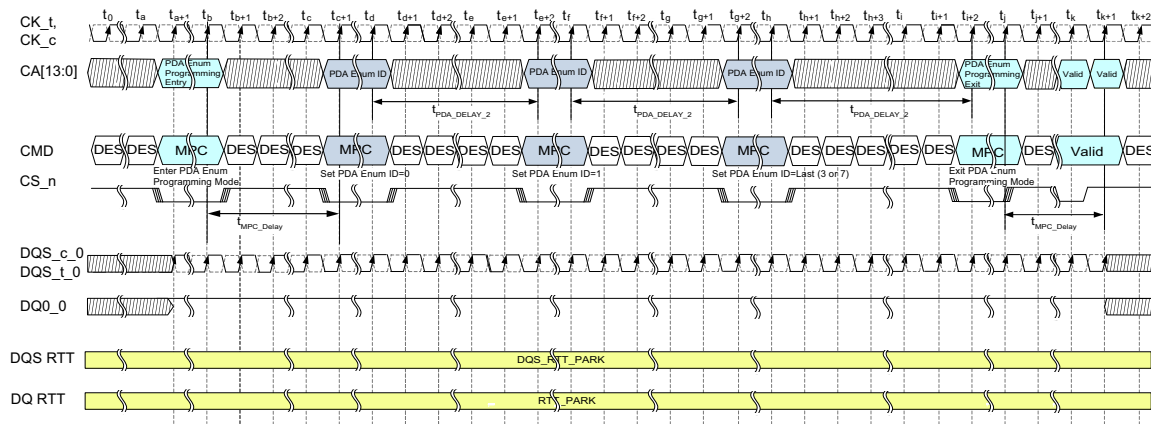 t0 ta ta+1 tb tb+1 tb+2 tc tc+1 td td+1 td+2 te te+1 te+2 tf tf+1 tf+2 tg tg+1 tg+2 th th+1 th+2 th+3 ti ti+1 ti+2 tj tj+1 tk tk+1 tk+2
CK_t,
CK_c
CA[13:0]
PDA Enum
Programming
Entry
PDA Enum ID
PDA Enum ID
PDA Enum ID
PDA Enum
Programming
Exit
Valid
Valid
tPDA_DELAY_2
tPDA_DELAY_2
tPDA_DELAY_2
CMD
DES DES MPC DES DES DES MPC DES DES DES DES MPC DES DES DES DES MPC DES DES DES DES DES MPC DES Valid DES
Enter PDA Enum
Programming Mode
Set PDA Enum ID=0
Set PDA Enum ID=1
Set PDA Enum ID=Last (3 or 7)
Exit PDA Enum
Programming Mode
CS_n
tMPC_Delay
tMPC_Delay
DQS_c_0
DQS_t_0
DQ0_0
DQS RTT
DQS_RTT_PARK
DQ RTT
RTT_PARK